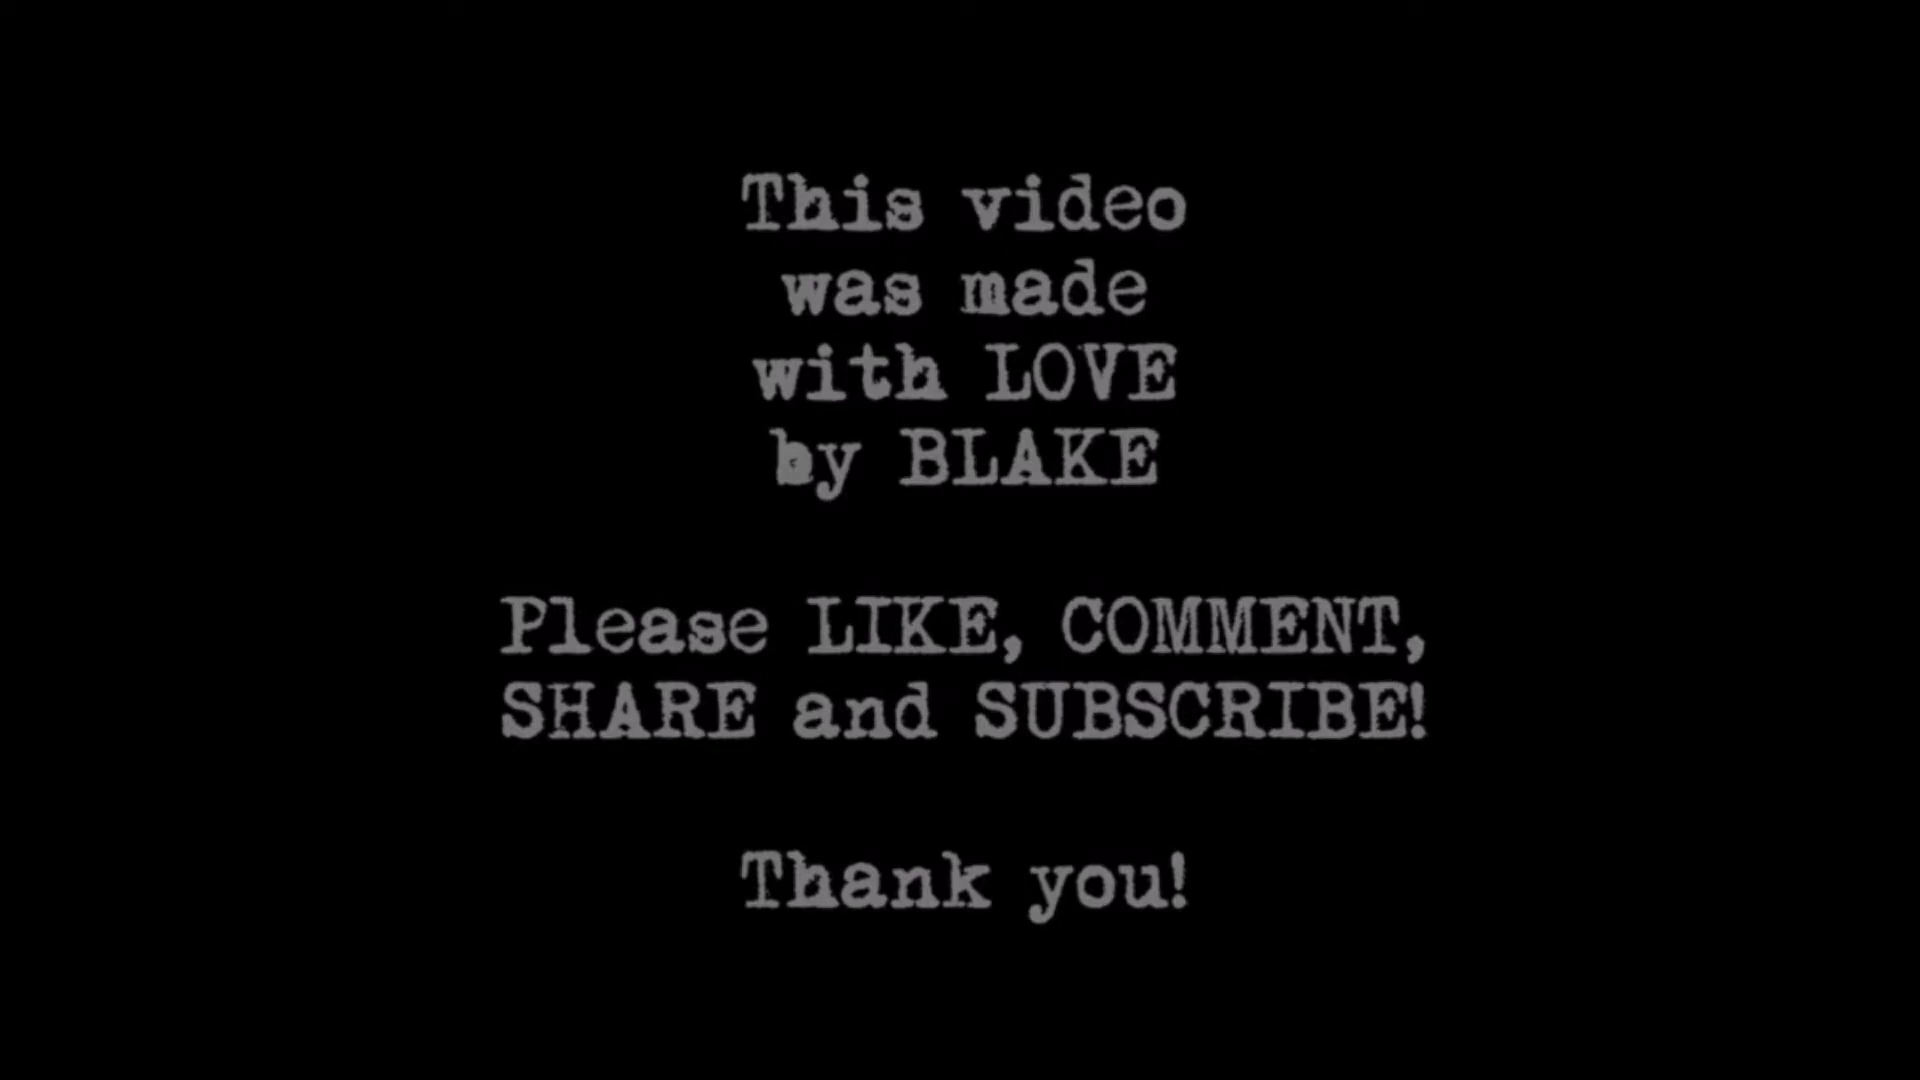 This video
was made
with LOVE
by BLAKE
Please LIKE, COMMENT,
SHARE and SUBSCRIBE!
Thank you!